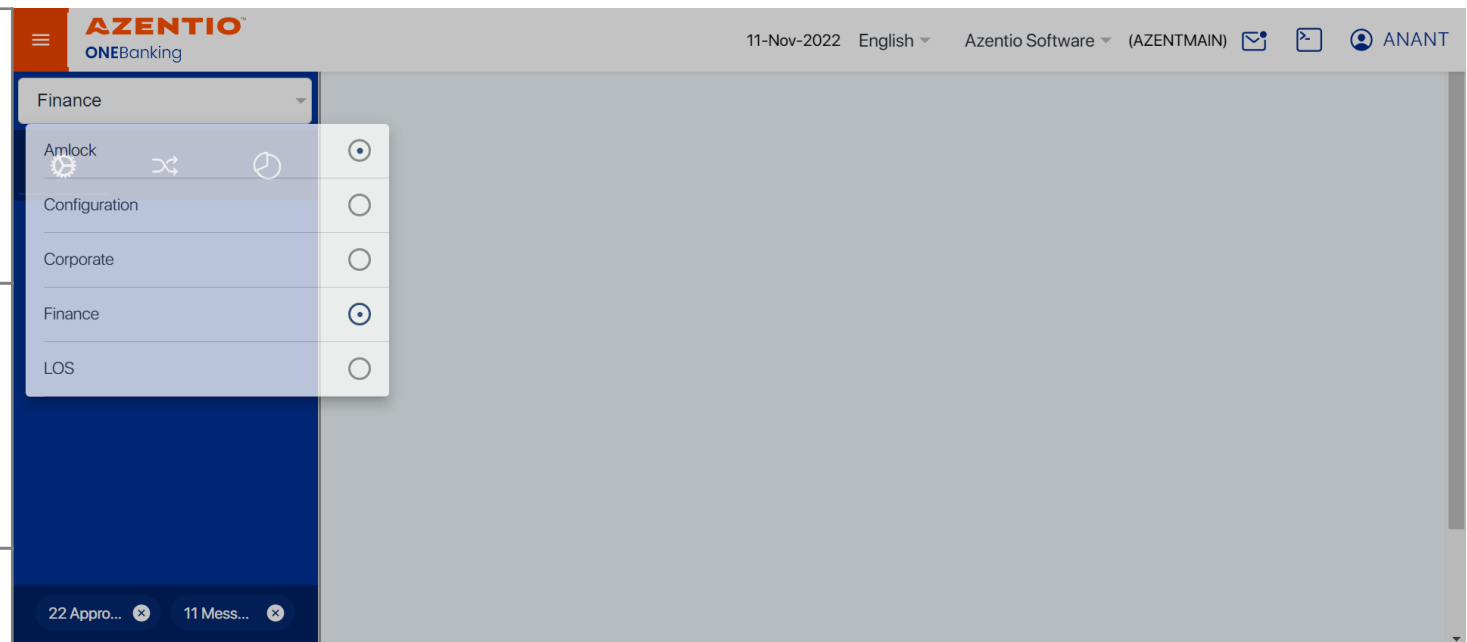 AZENTIO™
ONEBanking
11-Nov-2022 English Azentio Software (AZENTMAIN) ANANT
Finance
Amlock
Configuration
Corporate
Finance
LOS
22 Appro... 11 Mess...